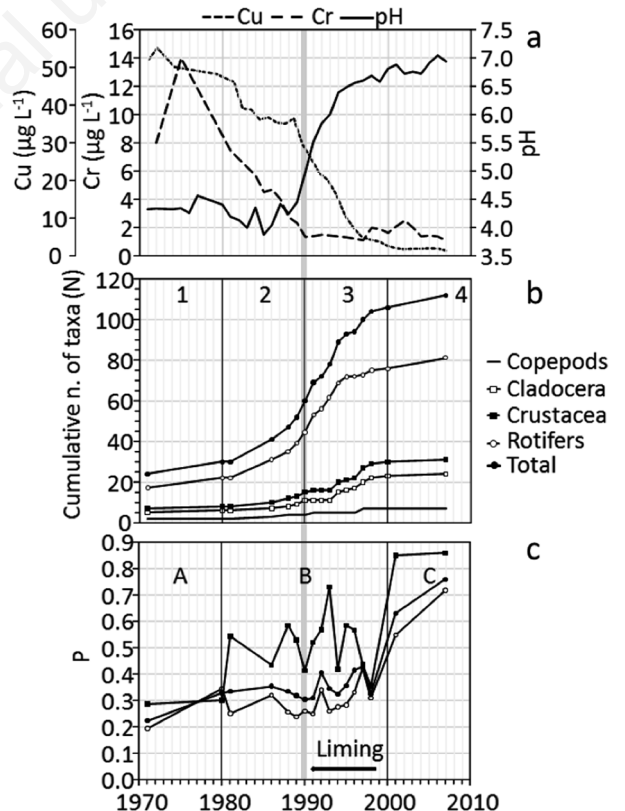 Cu Cr pH
a
60 16 7.5
50 14 7.0
12 6.5
40 10 6.0
30 8 5.5
20 6 5.0
4 4.5
10 2 4.0
0 0 3.5
Cu (µg L-1)
Cr (µg L-1)
pH
120
100
80
60
40
20
0
Cumulative n. of taxa (N)
1 2 3 4
b
Copepods
Cladocera
Crustacea
Rotifers
Total
c
0.9
0.8
0.7
0.6
0.5
0.4
0.3
0.2
0.1
0.0
P
A B C
Liming
1970 1980 1990 2000 2010